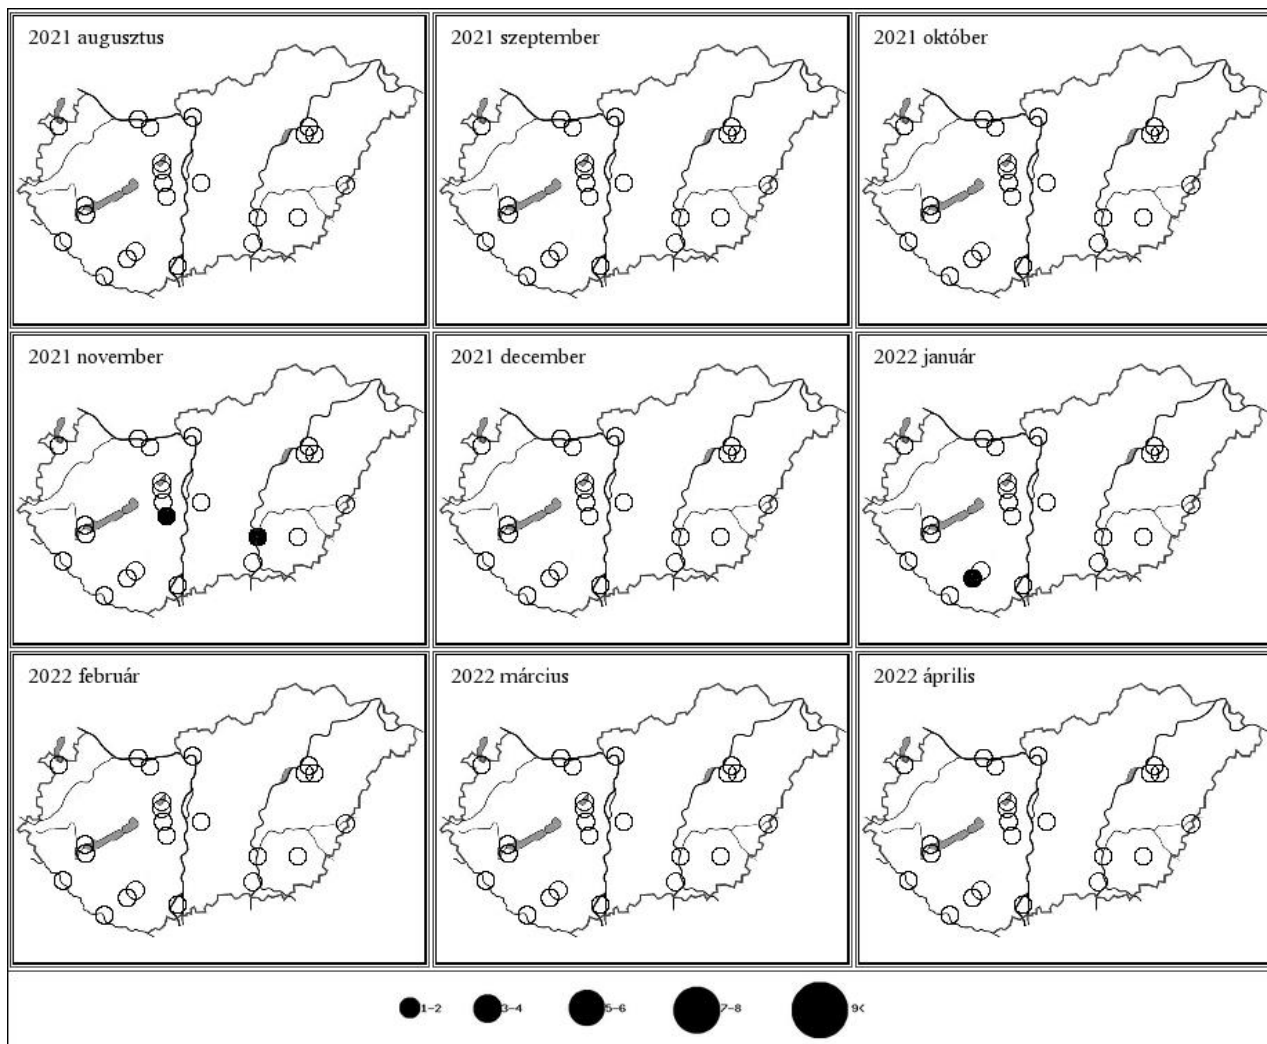 2021 augusztus
2021 szeptember
2021 október
2021 november
2021 december
2022 január
2022 február
2022 március
2022 április
1-2 3-4 5-6 7-8 9<